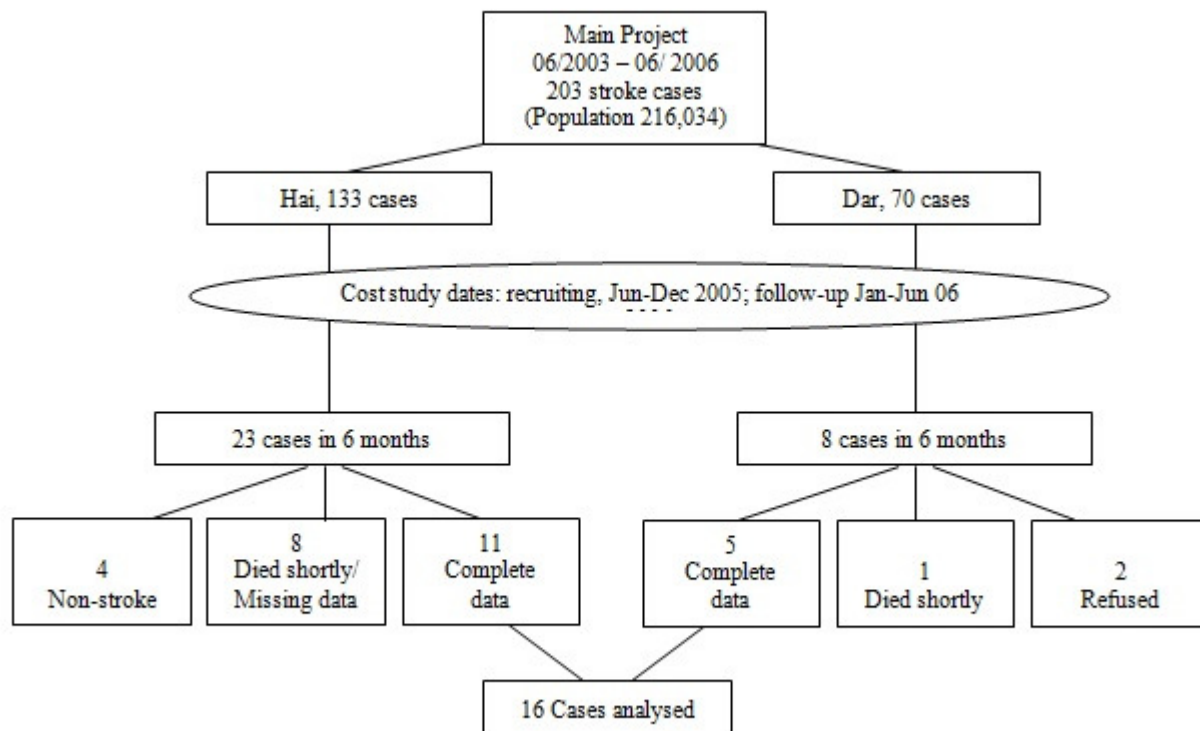 Main Project
06/2003 – 06/ 2006
203 stroke cases
(Population 216,034)
Hai, 133 cases
Dar, 70 cases
Cost study dates: recruiting, Jun-Dec 2005; follow-up Jan-Jun 06
23 cases in 6 months
8 cases in 6 months
4
Non-stroke
8
Died shortly/
Missing data
11
Complete
data
5
Complete
data
1
Died shortly
2
Refused
16 Cases analysed